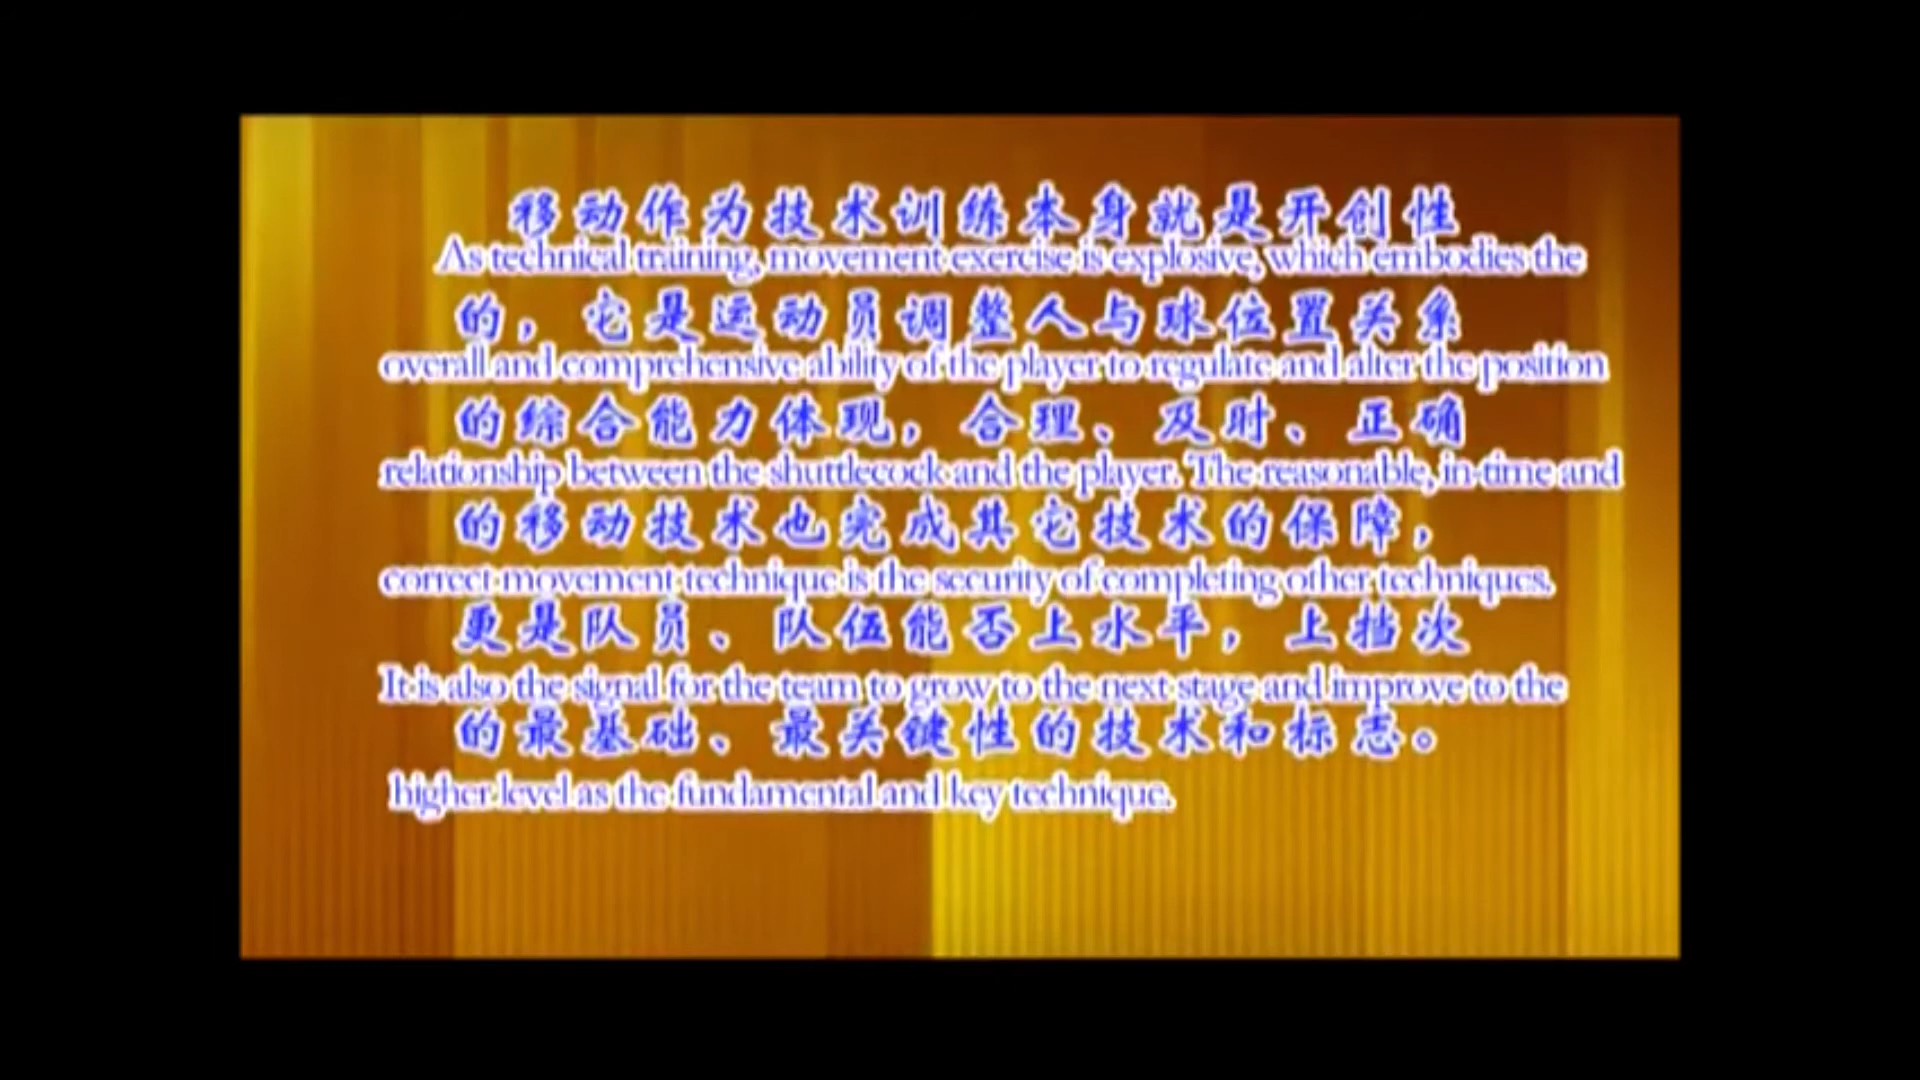 移动作为技术训练本身就是开创性
As technical training, movement exercise is explosive, which embodies the
的，它是运动员调整人与球位置关系
overall and comprehensive ability of the player to regulate and alter the position
的综合能力体现，合理、及时、正确
relationship between the shuttlecock and the player. The reasonable, in-time and
的移动技术也完成其它技术的保障，
correct movement technique is the security of completing other techniques.
更是队员、队伍能否上水平，上挡次
It is also the signal for the team to grow to the next stage and improve to the
的最基础、最关键性的技术和标志。
higher level as the fundamental and key technique.